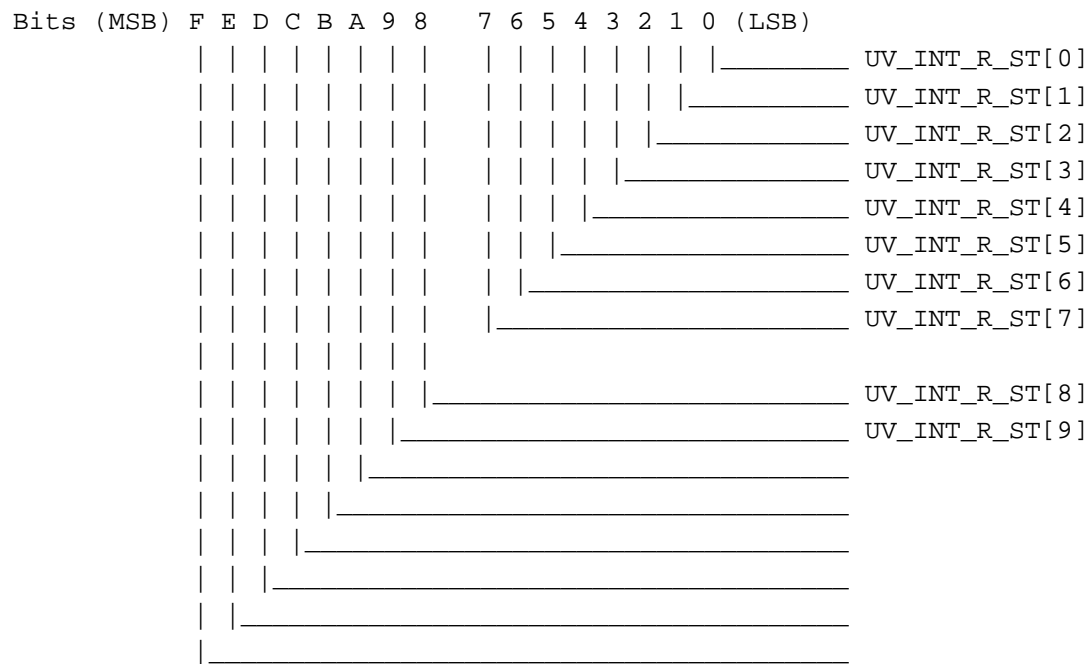 Bits (MSB) F E D C B A 9 8 7 6 5 4 3 2 1 0 (LSB)
UV_INT_R_ST[0]
UV_INT_R_ST[1]
UV_INT_R_ST[2]
UV_INT_R_ST[3]
UV_INT_R_ST[4]
UV_INT_R_ST[5]
UV_INT_R_ST[6]
UV_INT_R_ST[7]
UV_INT_R_ST[8]
UV_INT_R_ST[9]